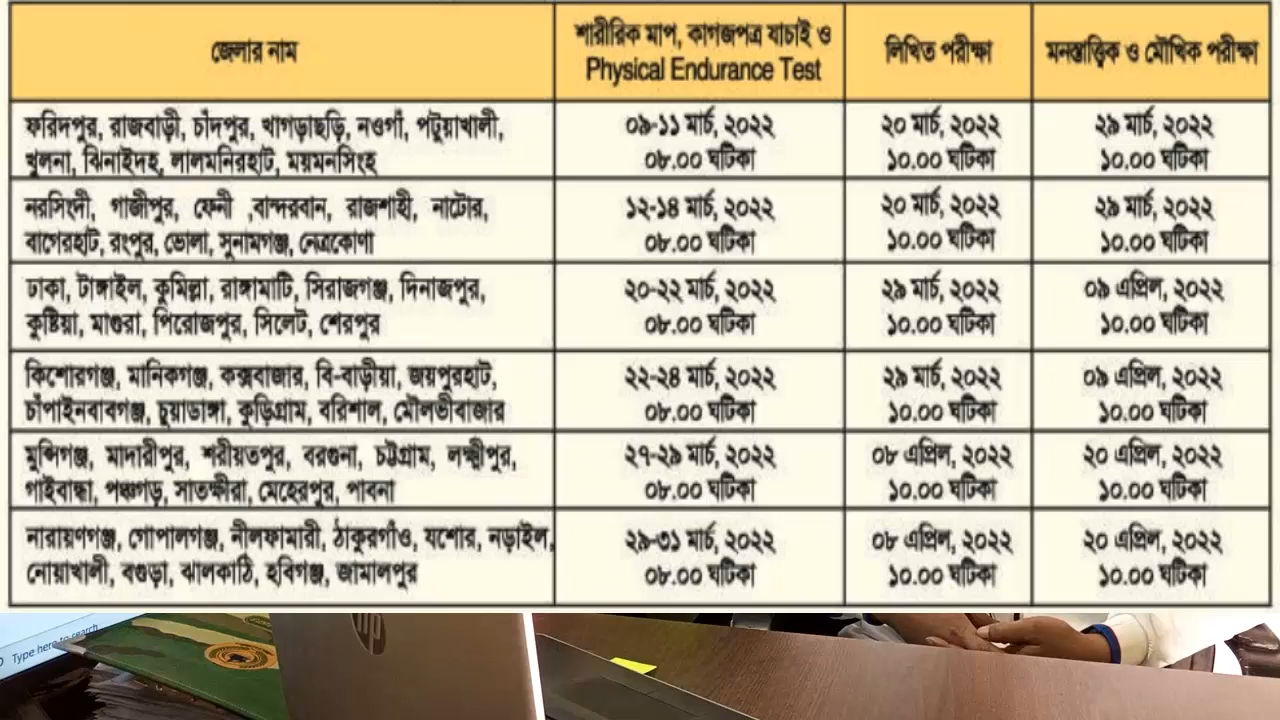 জেলার নাম
শারীরিক মাপ, কাগজপত্র যাচাই ও
Physical Endurance Test
লিখিত পরীক্ষা
মনস্তাত্ত্বিক ও মৌখিক পরীক্ষা
ফরিদপুর, রাজবাড়ী, চাঁদপুর, খাগড়াছড়ি, নওগাঁ, পটুয়াখালী,
খুলনা, ঝিনাইদহ, লালমনিরহাট, ময়মনসিংহ
০৯-১১ মার্চ, ২০২২
০৮.০০ ঘটিকা
২০ মার্চ, ২০২২
১০.০০ ঘটিকা
২৯ মার্চ, ২০২২
১০.০০ ঘটিকা
নরসিংদী, গাজীপুর, ফেনী ,বান্দরবান, রাজশাহী, নাটোর,
বাগেরহাট, রংপুর, ভোলা, সুনামগঞ্জ, নেত্রকোণা
১২-১৪ মার্চ, ২০২২
০৮.০০ ঘটিকা
২০ মার্চ, ২০২২
১০.০০ ঘটিকা
২৯ মার্চ, ২০২২
১০.০০ ঘটিকা
ঢাকা, টাঙ্গাইল, কুমিল্লা, রাঙ্গামাটি, সিরাজগঞ্জ, দিনাজপুর,
কুষ্টিয়া, মাগুরা, পিরোজপুর, সিলেট, শেরপুর
২০-২২ মার্চ, ২০২২
০৮.০০ ঘটিকা
২৯ মার্চ, ২০২২
১০.০০ ঘটিকা
০৯ এপ্রিল, ২০২২
১০.০০ ঘটিকা
কিশোরগঞ্জ, মানিকগঞ্জ, কক্সবাজার, বি-বাড়ীয়া, জয়পুরহাট,
চাঁপাইনবাবগঞ্জ, চুয়াডাঙ্গা, কুড়িগ্রাম, বরিশাল, মৌলভীবাজার
২২-২৪ মার্চ, ২০২২
০৮.০০ ঘটিকা
২৯ মার্চ, ২০২২
১০.০০ ঘটিকা
০৯ এপ্রিল, ২০২২
১০.০০ ঘটিকা
মুন্সিগঞ্জ, মাদারীপুর, শরীয়তপুর, বরগুনা, চট্টগ্রাম, লক্ষ্মীপুর,
গাইবান্ধা, পঞ্চগড়, সাতক্ষীরা, মেহেরপুর, পাবনা
২৭-২৯ মার্চ, ২০২২
০৮.০০ ঘটিকা
০৮ এপ্রিল, ২০২২
১০.০০ ঘটিকা
২০ এপ্রিল, ২০২২
১০.০০ ঘটিকা
নারায়ণগঞ্জ, গোপালগঞ্জ, নীলফামারী, ঠাকুরগাঁও, যশোর, নড়াইল,
নোয়াখালী, বগুড়া, ঝালকাঠি, হবিগঞ্জ, জামালপুর
২৯-৩১ মার্চ, ২০২২
০৮.০০ ঘটিকা
০৮ এপ্রিল, ২০২২
১০.০০ ঘটিকা
২০ এপ্রিল, ২০২২
১০.০০ ঘটিকা
Type here to search
hp